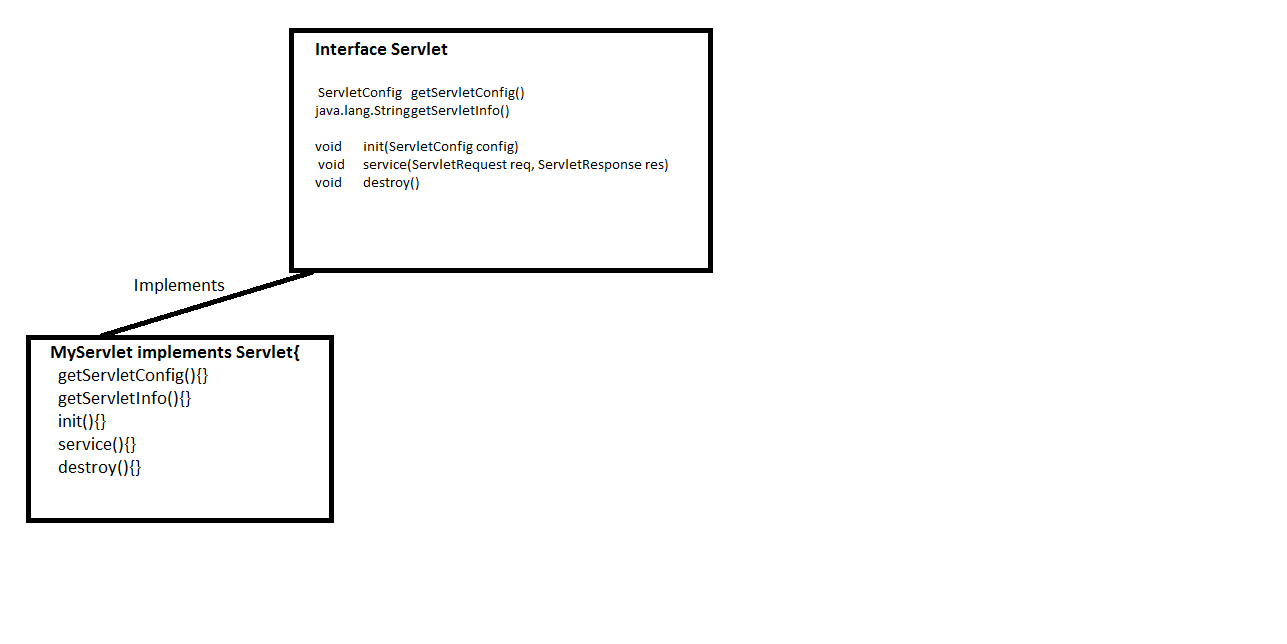 Interface Servlet
ServletConfig getServletConfig()
java.lang.StringgetServletInfo()
void init(ServletConfig config)
void service(ServletRequest req, ServletResponse res)
void destroy()
Implements
MyServlet implements Servlet{
getServletConfig(){}
getServletInfo(){}
init(){}
service(){}
destroy(){}